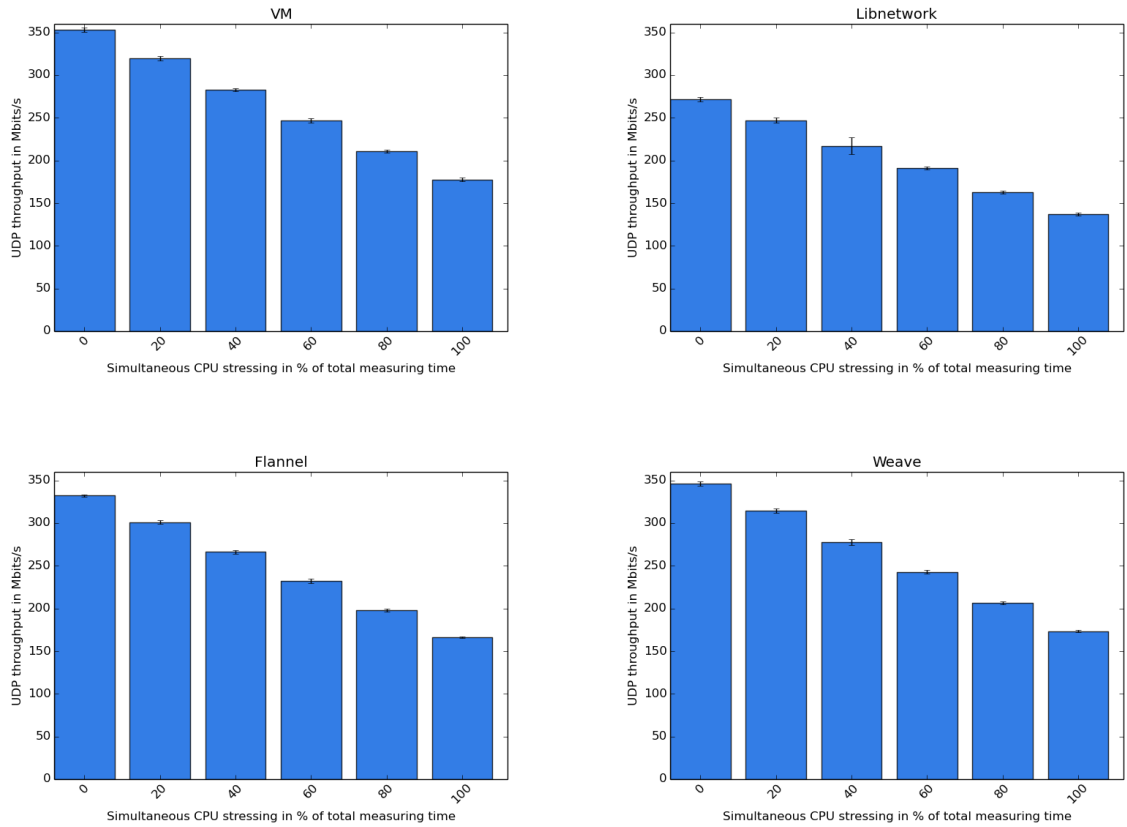 VM
350
300
250
200
150
100
50
0
UDP throughput in Mbits/s
0 20 40 60 80 100
Simultaneous CPU stressing in % of total measuring time
Libnetwork
350
300
250
200
150
100
50
0
UDP throughput in Mbits/s
0 20 40 60 80 100
Simultaneous CPU stressing in % of total measuring time
Flannel
350
300
250
200
150
100
50
0
UDP throughput in Mbits/s
0 20 40 60 80 100
Simultaneous CPU stressing in % of total measuring time
Weave
350
300
250
200
150
100
50
0
UDP throughput in Mbits/s
0 20 40 60 80 100
Simultaneous CPU stressing in % of total measuring time